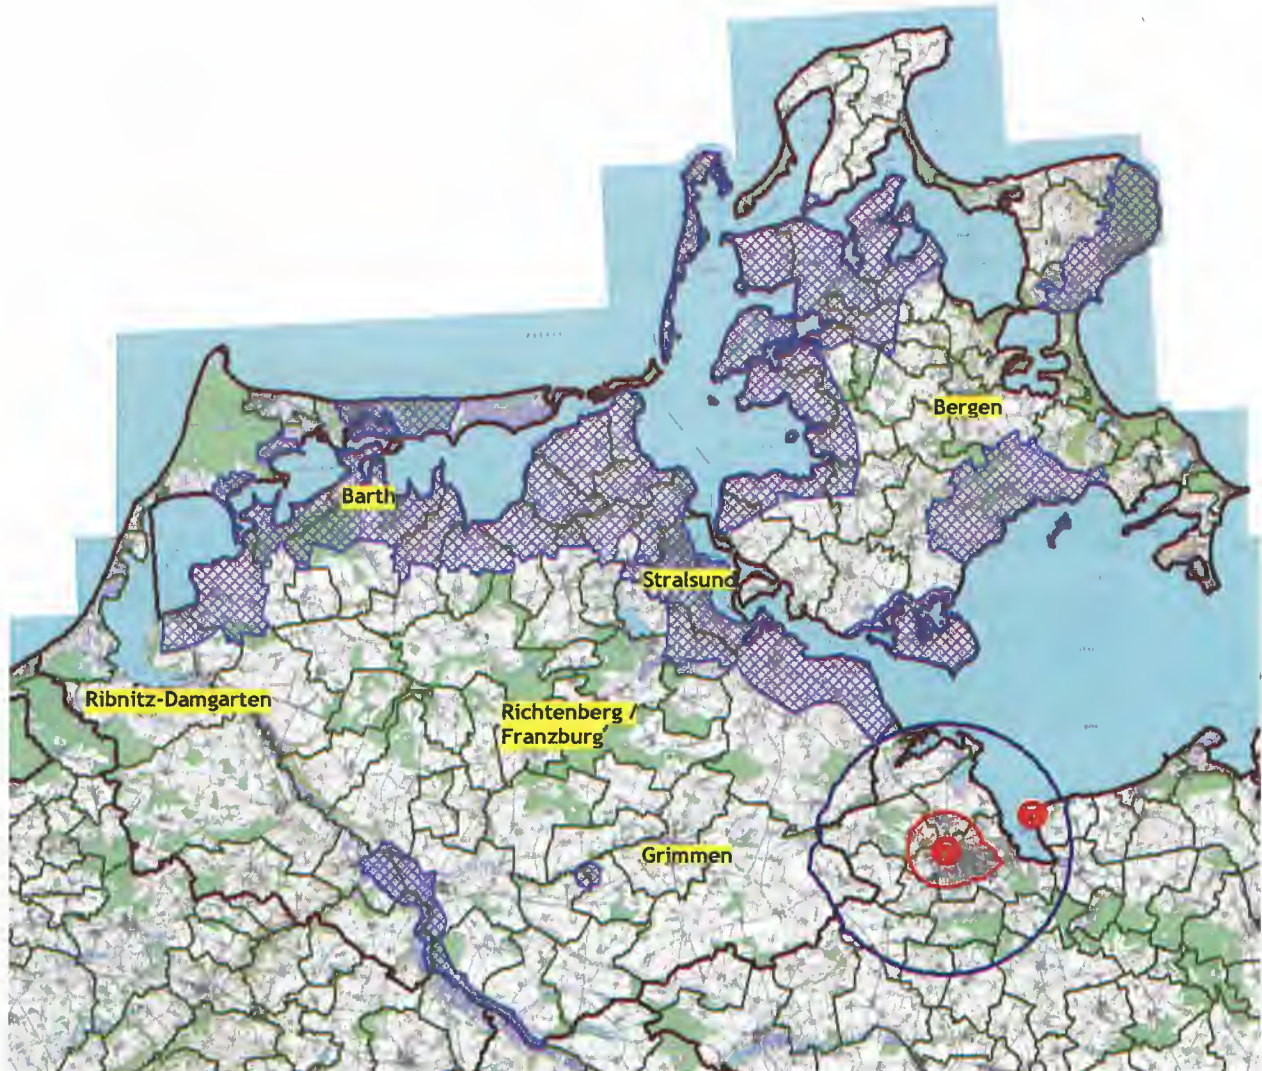 Bergen
Barth
Stralsund
Ribnitz-Damgarten
Richtenberg /
Franzburg
Grimmen